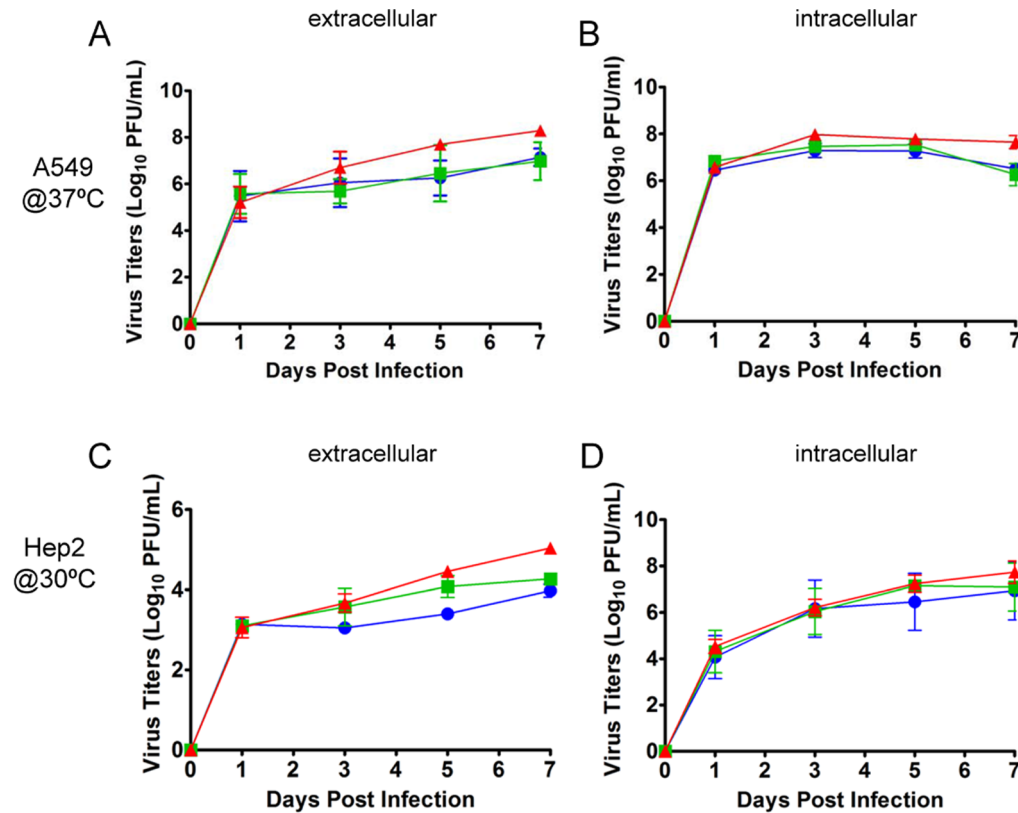 A
extracellular
B
intracellular
A549
@37ºC
Virus Titers (Log10 PFU/mL)
10
8
6
4
2
0
0 1 2 3 4 5 6 7
Days Post Infection
Virus Titers (log10 PFU/ml)
10
8
6
4
2
0
0 1 2 3 4 5 6 7
Days Post Infection
C
extracellular
D
intracellular
Hep2
@30ºC
Virus Titers (Log10 PFU/mL)
6
4
2
0
0 1 2 3 4 5 6 7
Days Post Infection
Virus Titers (Log10 PFU/mL)
10
8
6
4
2
0
0 1 2 3 4 5 6 7
Days Post Infection